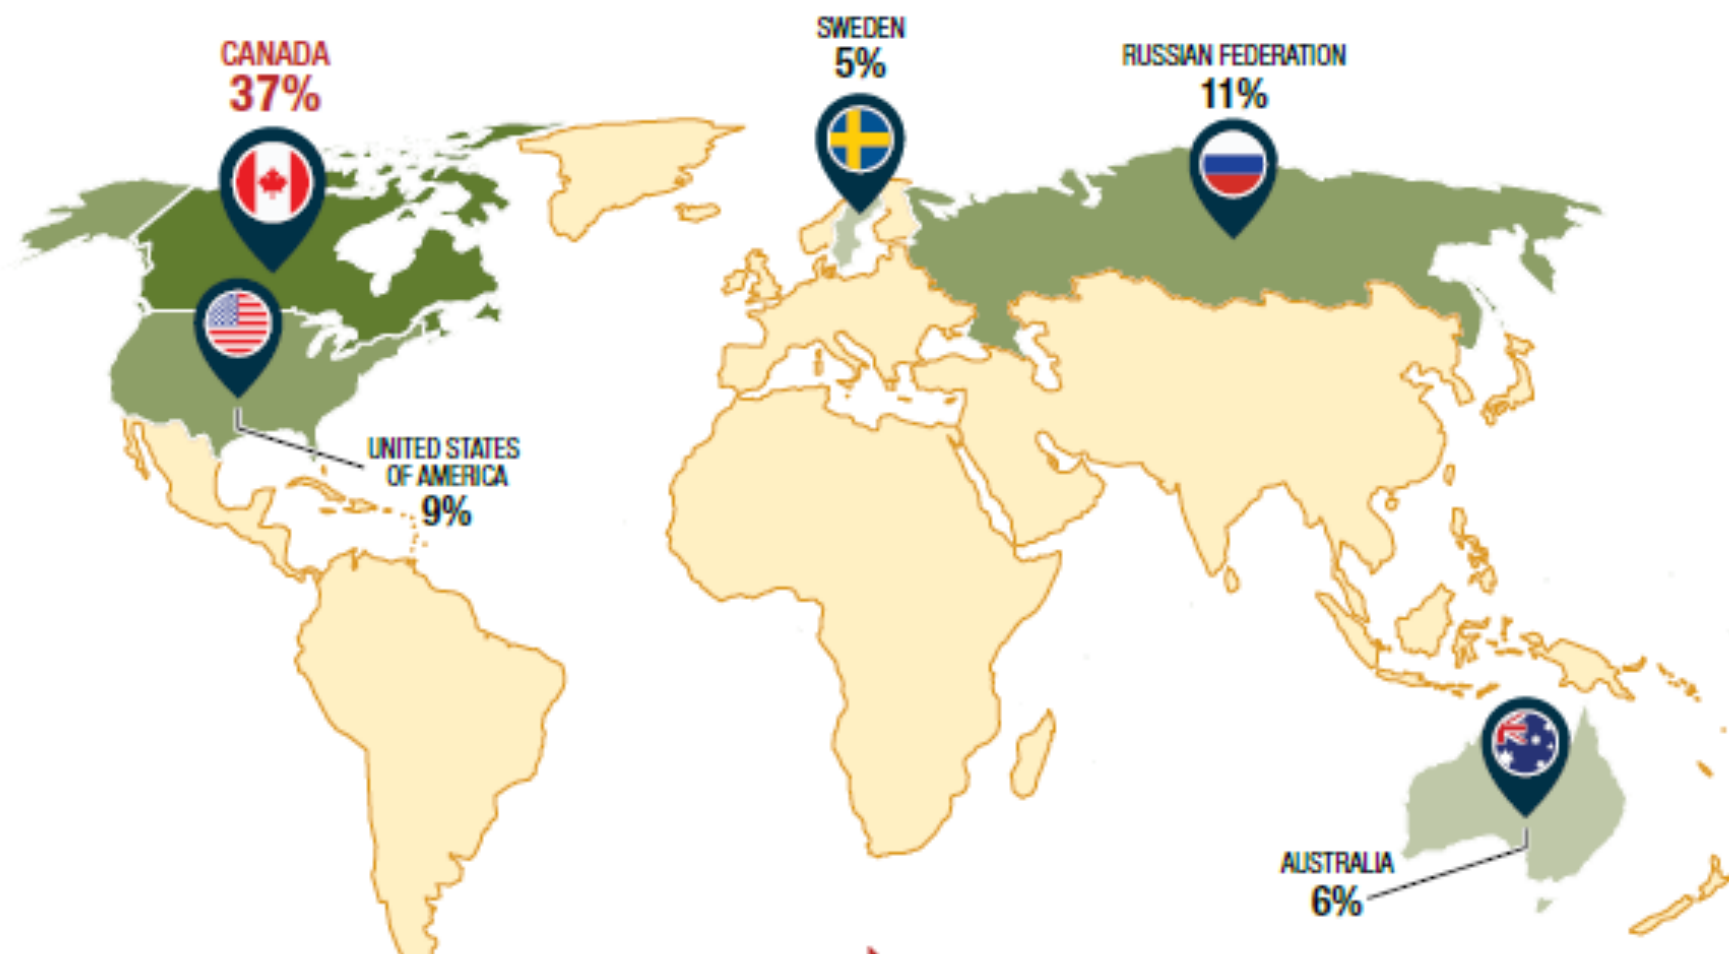 CANADA
37%
SWEDEN
5%
RUSSIAN FEDERATION
11%
UNITED STATES
OF AMERICA
9%
AUSTRALIA
6%